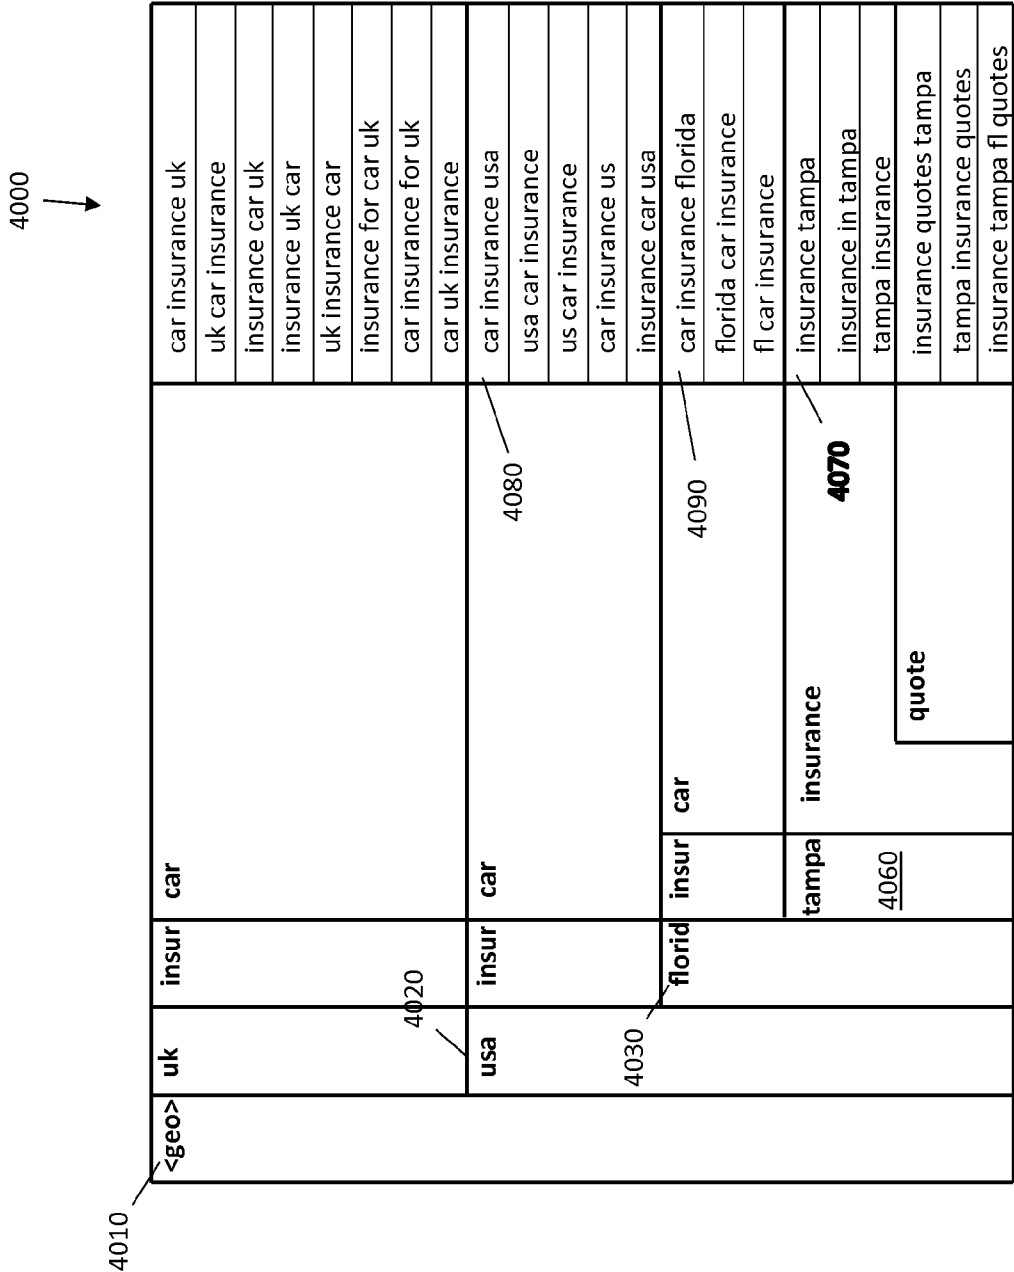 4000
4010
<geo> uk insur car car insurance uk
uk car insurance
insurance car uk
insurance uk car
uk insurance car
insurance for car uk
4020 car insurance for uk
car uk insurance
usa insur car car insurance usa
4080 usa car insurance
us car insurance
car insurance us
4030 insurance car usa
florid insur car car insurance florida
4090
florida car insurance
fl car insurance
tampa insurance insurance tampa
4070 insurance in tampa
4060 tampa insurance
quote insurance quotes tampa
tampa insurance quotes
insurance tampa fl quotes